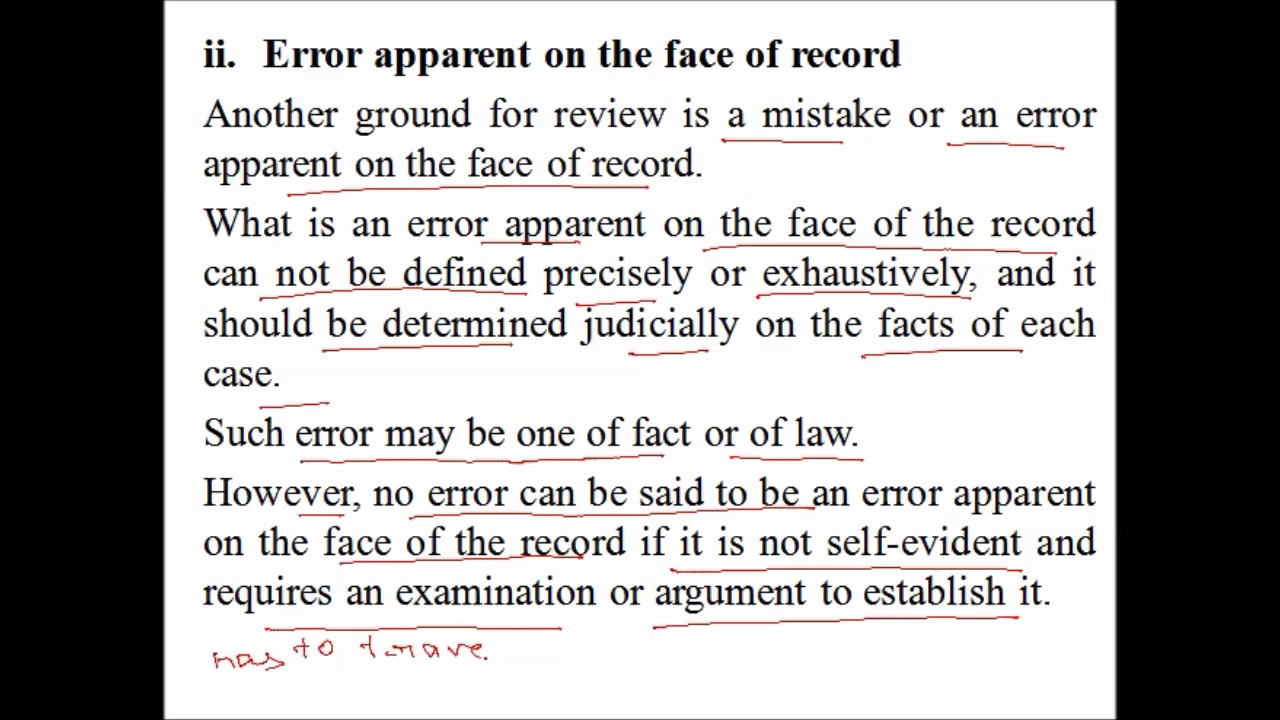 ii. Error apparent on the face of record
Another ground for review is a mistake or an error
apparent on the face of record.
What is an error apparent on the face of the record
can not be defined precisely or exhaustively, and it
should be determined judicially on the facts of each
case.
Such error may be one of fact or of law.
However, no error can be said to be an error apparent
on the face of the record if it is not self-evident and
requires an examination or argument to establish it.
has to